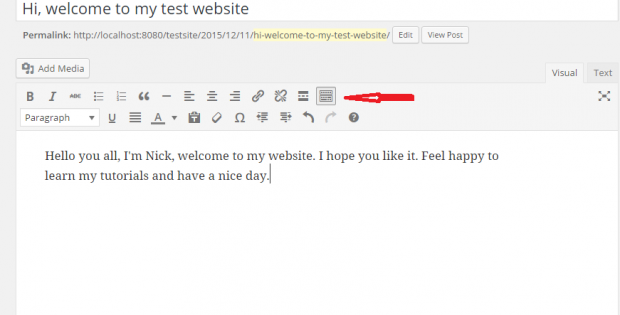 Hi, welcome to my test website
Permalink: http://localhost:8080/testsite/2015/12/11/hi-welcome-to-my-test-website/ Edit View Post
Add Media
Visual Text
B I ABC
Paragraph U A Ω
Hello you all, I'm Nick, welcome to my website. I hope you like it. Feel happy to
learn my tutorials and have a nice day.